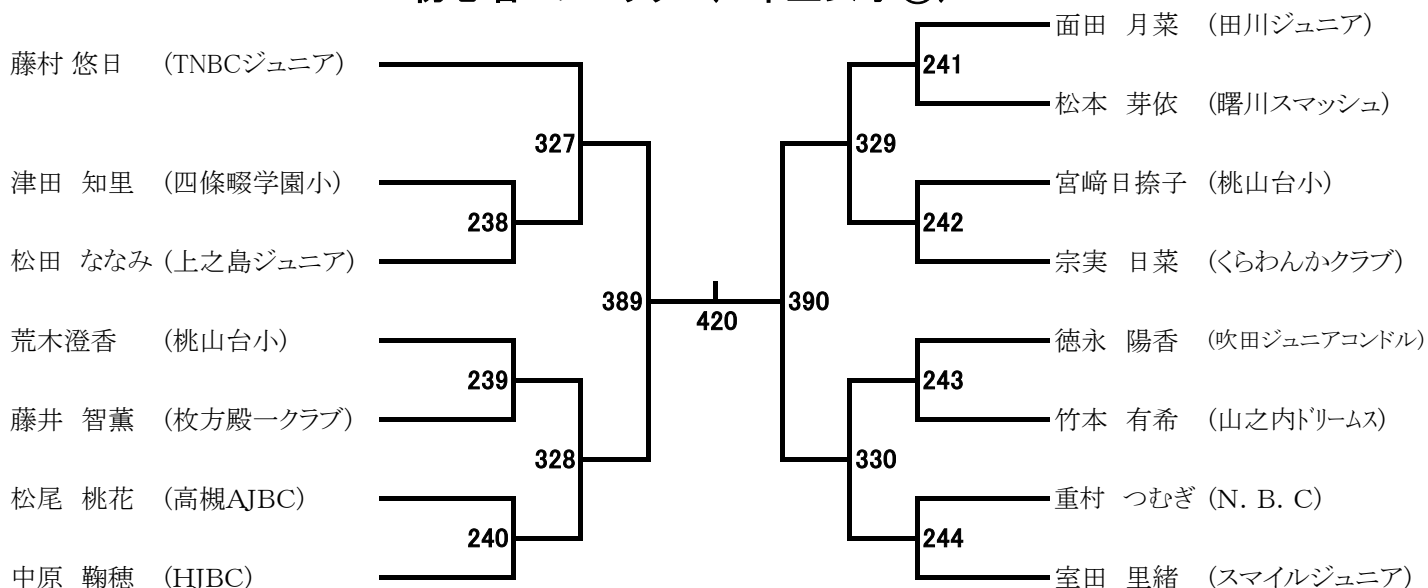 藤村 悠日 (TNBCジュニア)
津田 知里 (四條畷学園小)
松田 ななみ (上之島ジュニア)
荒木澄香 (桃山台小)
藤井 智薫 (枚方殿一クラブ)
松尾 桃花 (高槻AJBC)
中原 鞠穂 (HJBC)
327
238
389
239
328
240
420
390
241
329
242
243
330
244
面田 月菜 (田川ジュニア)
松本 芽依 (曙川スマッシュ)
宮﨑日捺子 (桃山台小)
宗実 日菜 (くらわんかクラブ)
徳永 陽香 (吹田ジュニアコンドル)
竹本 有希 (山之内ドリームス)
重村 つむぎ (N. B. C)
室田 里緒 (スマイルジュニア)